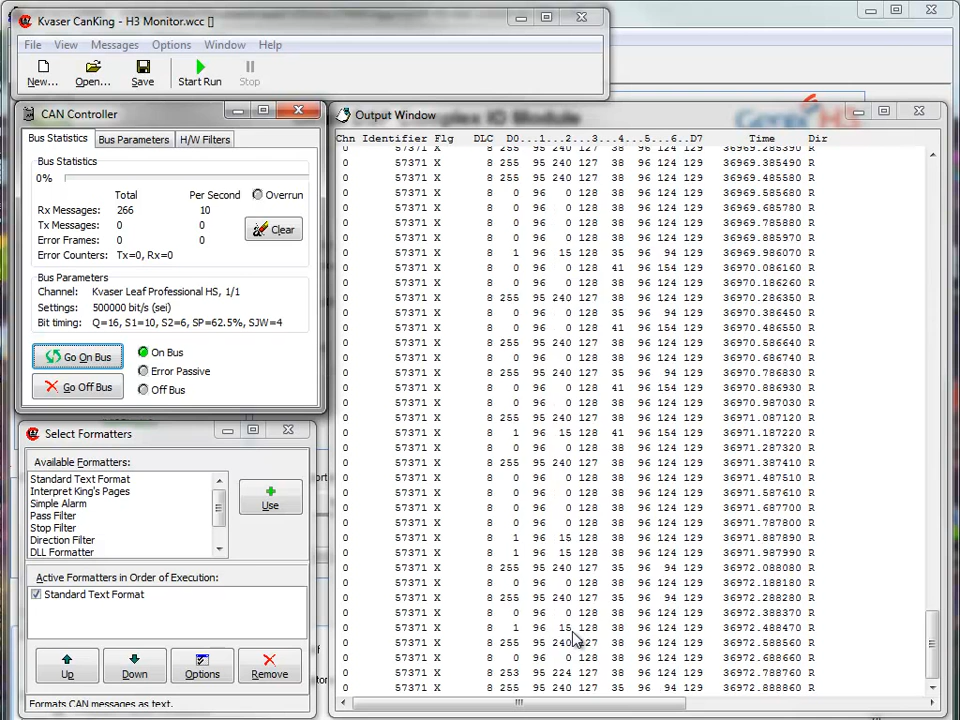 Kvaser CanKing - H3 Monitor.wcc []
File View Messages Options Window Help
New... Open... Save Start Run Stop
CAN Controller
Bus Statistics Bus Parameters H/W Filters
Bus Statistics
0%
Total Per Second Overrun
Rx Messages: 266 10
Tx Messages: 0 0
Error Frames: 0 0
Clear
Error Counters: Tx=0, Rx=0
Bus Parameters
Channel: Kvaser Leaf Professional HS, 1/1
Settings: 500000 bit/s (sei)
Bit timing: Q=16, S1=10, S2=6, SP=62.5%, SJW=4
Go On Bus On Bus
Error Passive
Go Off Bus Off Bus
Select Formatters
Available Formatters:
Standard Text Format
Interpret King's Pages
Simple Alarm
Pass Filter
Stop Filter
Direction Filter
DLL Formatter
Use
Active Formatters in Order of Execution:
Standard Text Format
Up Down Options Remove
Formats CAN messages as text.
Output Window
Chn Identifier Flg DLC D0...1...2...3...4...5...6..D7 Time Dir
0 57371 X 8 255 95 240 127 38 96 124 129 36969.285390 R
0 57371 X 8 255 95 240 127 38 96 124 129 36969.385490 R
0 57371 X 8 255 95 240 127 38 96 124 129 36969.485580 R
0 57371 X 8 0 96 0 128 38 96 124 129 36969.585680 R
0 57371 X 8 0 96 0 128 38 96 124 129 36969.685780 R
0 57371 X 8 0 96 0 128 38 96 124 129 36969.785880 R
0 57371 X 8 0 96 0 128 38 96 124 129 36969.885970 R
0 57371 X 8 1 96 15 128 35 96 94 129 36969.986070 R
0 57371 X 8 0 96 0 128 41 96 154 129 36970.086160 R
0 57371 X 8 0 96 0 128 38 96 124 129 36970.186260 R
0 57371 X 8 255 95 240 127 38 96 124 129 36970.286350 R
0 57371 X 8 0 96 0 128 35 96 94 129 36970.386450 R
0 57371 X 8 0 96 0 128 41 96 154 129 36970.486550 R
0 57371 X 8 255 95 240 127 38 96 124 129 36970.586640 R
0 57371 X 8 0 96 0 128 38 96 124 129 36970.686740 R
0 57371 X 8 255 95 240 127 35 96 94 129 36970.786830 R
0 57371 X 8 0 96 0 128 41 96 154 129 36970.886930 R
0 57371 X 8 0 96 0 128 38 96 124 129 36970.987030 R
0 57371 X 8 255 95 240 127 38 96 124 129 36971.087120 R
0 57371 X 8 1 96 15 128 41 96 154 129 36971.187220 R
0 57371 X 8 0 96 0 128 38 96 124 129 36971.287320 R
0 57371 X 8 255 95 240 127 38 96 124 129 36971.387410 R
0 57371 X 8 0 96 0 128 38 96 124 129 36971.487510 R
0 57371 X 8 0 96 0 128 38 96 124 129 36971.587610 R
0 57371 X 8 0 96 0 128 38 96 124 129 36971.687700 R
0 57371 X 8 0 96 0 128 38 96 124 129 36971.787800 R
0 57371 X 8 1 96 15 128 38 96 124 129 36971.887890 R
0 57371 X 8 1 96 15 128 38 96 124 129 36971.987990 R
0 57371 X 8 255 95 240 127 35 96 94 129 36972.088080 R
0 57371 X 8 0 96 0 128 38 96 124 129 36972.188180 R
0 57371 X 8 255 95 240 127 35 96 94 129 36972.288280 R
0 57371 X 8 0 96 0 128 38 96 124 129 36972.388370 R
0 57371 X 8 1 96 15 128 38 96 124 129 36972.488470 R
0 57371 X 8 255 95 240 127 38 96 124 129 36972.588560 R
0 57371 X 8 0 96 0 128 38 96 124 129 36972.688660 R
0 57371 X 8 253 95 224 127 38 96 124 129 36972.788760 R
0 57371 X 8 255 95 240 127 35 96 94 129 36972.888860 R